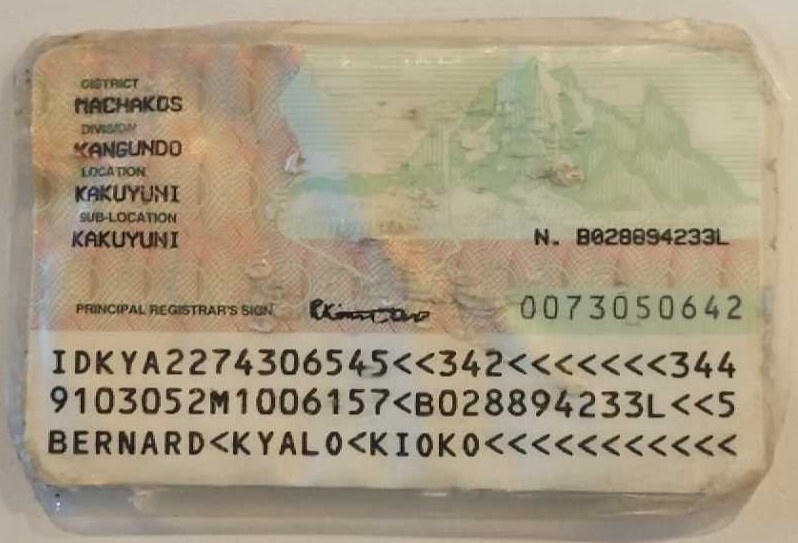 DISTRICT
MACHAKOS
DIVISION
KANGUNDO
LOCATION
KAKUYUNI
SUB-LOCATION
KAKUYUNI
N. B028894233L
PRINCIPAL REGISTRAR'S SIGN
0073050642
IDKYA2274306545<<342<<<<<<<344
9103052M1006157<B028894233L<<5
BERNARD<KYALO<KIOKO<<<<<<<<<<<